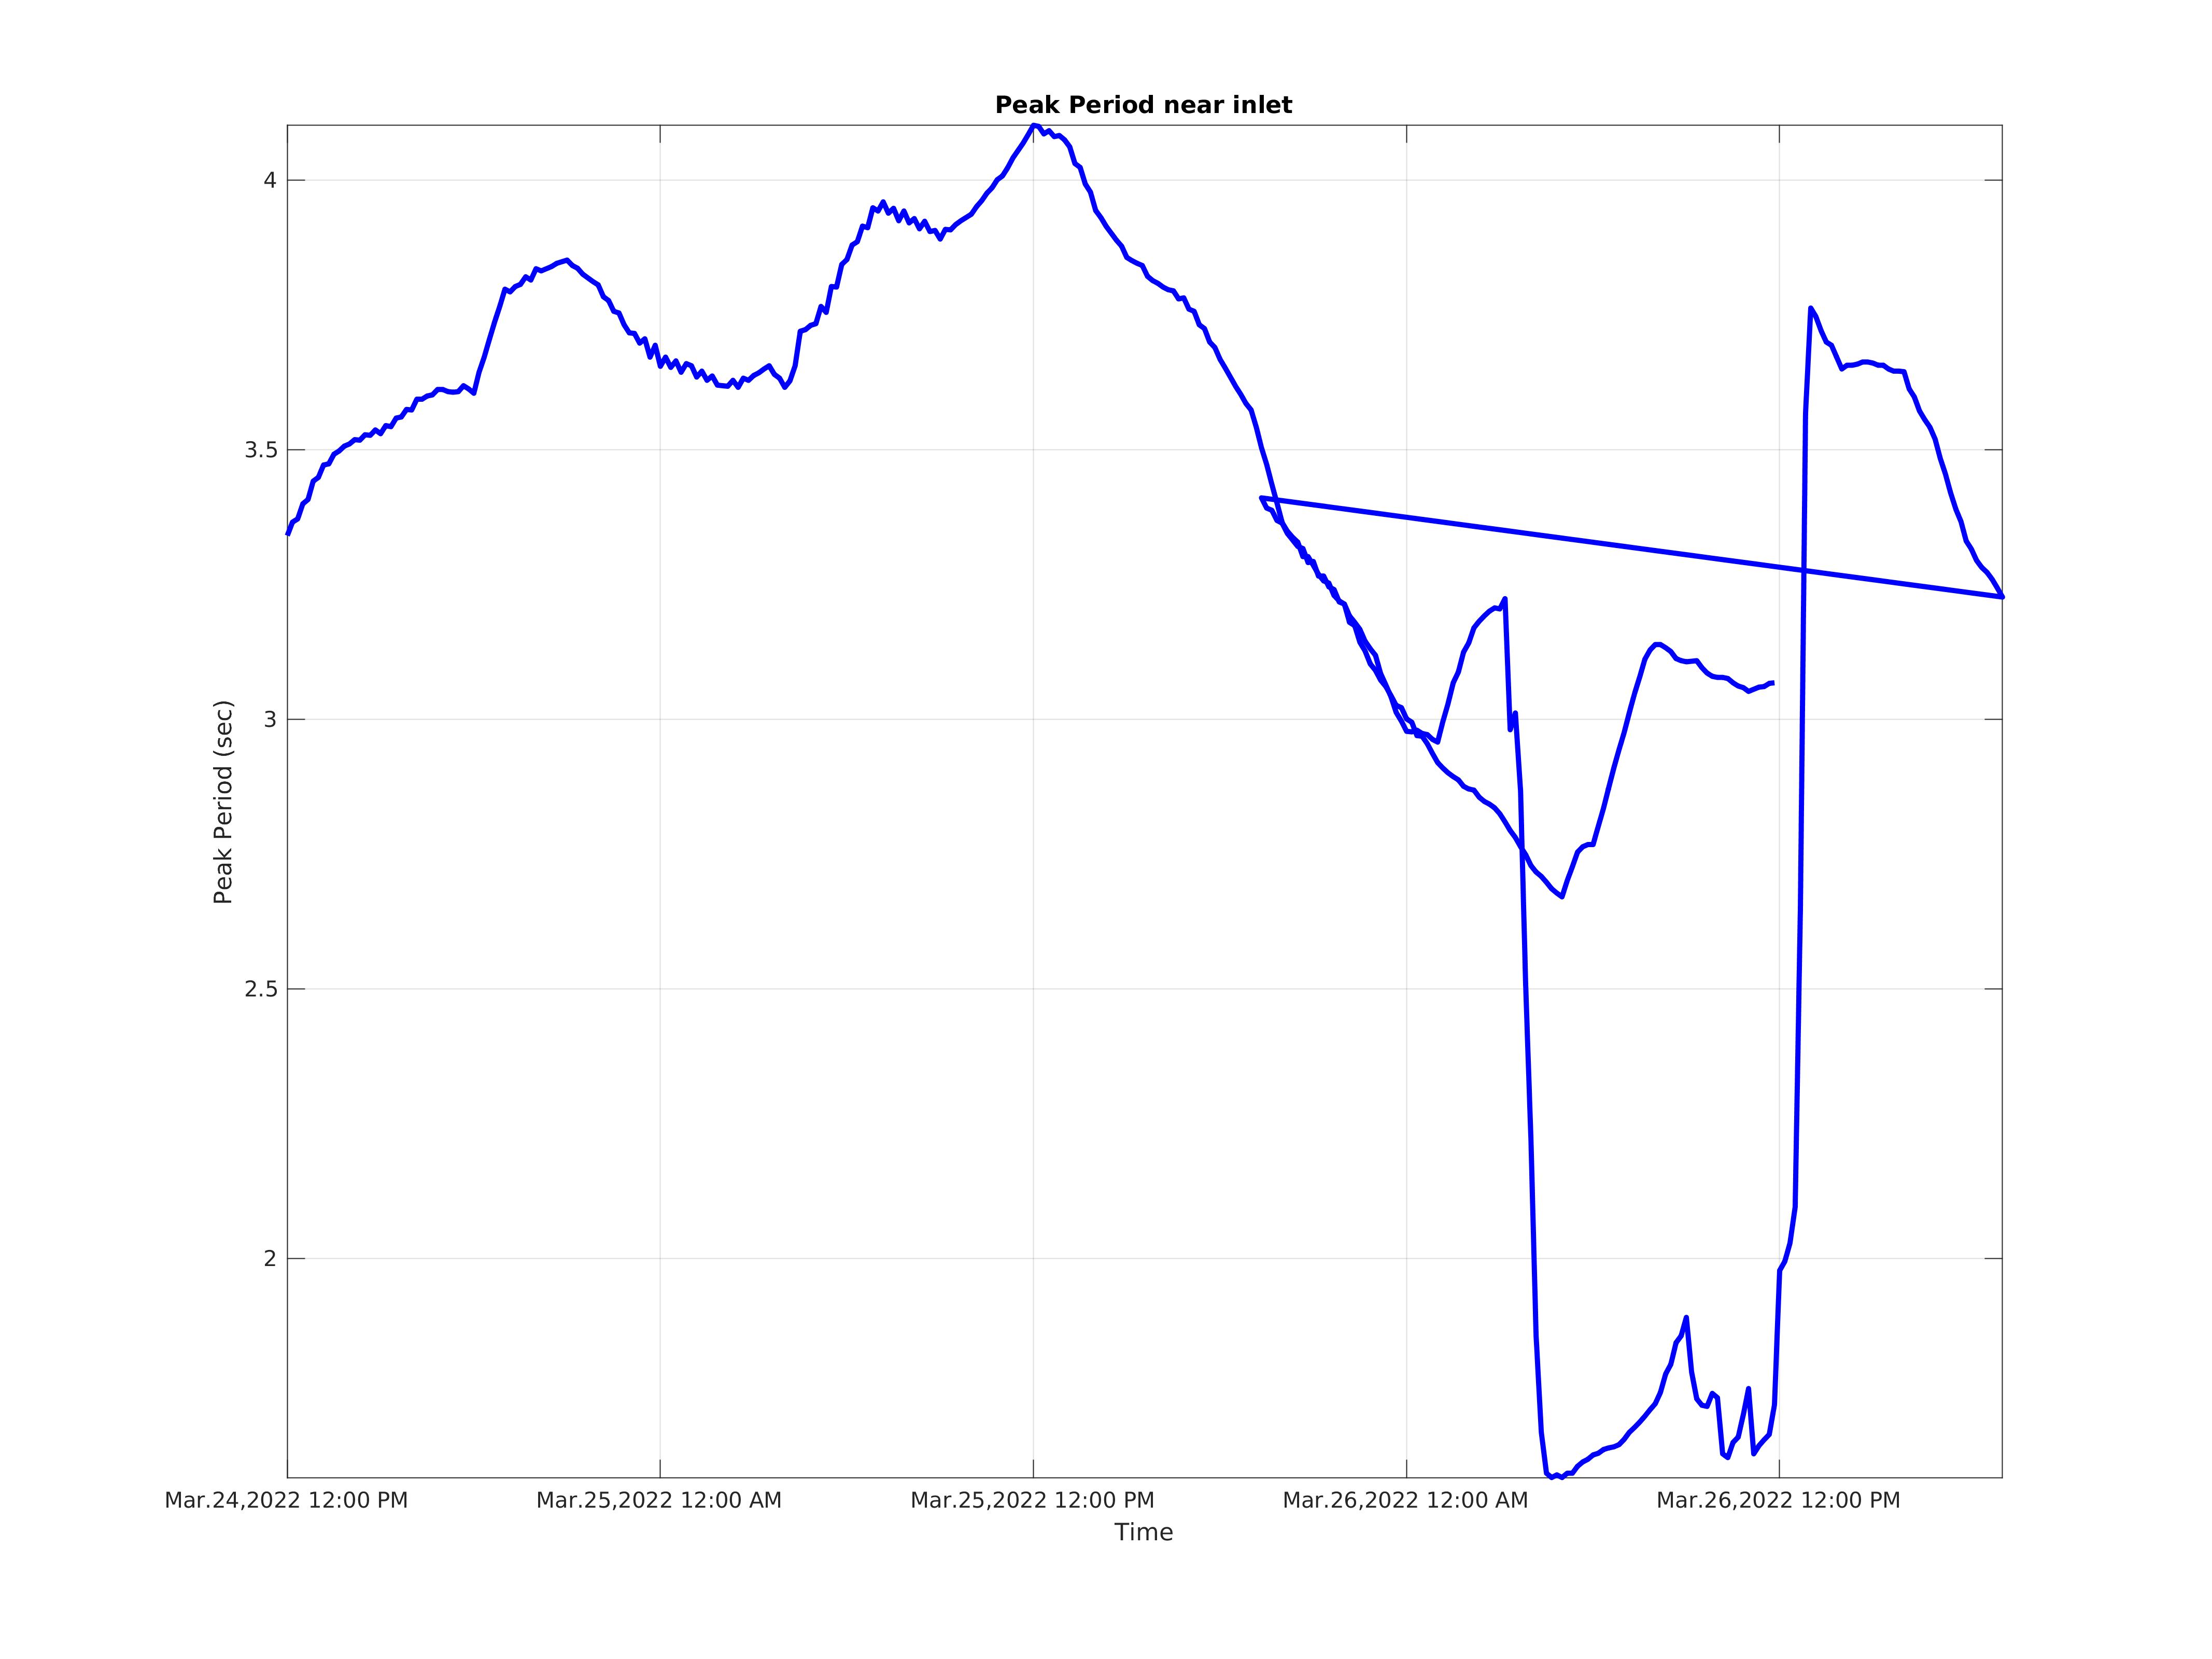 Peak Period near inlet
4
3.5
3
2.5
2
Peak Period (sec)
Mar.24,2022 12:00 PM
Mar.25,2022 12:00 AM
Mar.25,2022 12:00 PM
Mar.26,2022 12:00 AM
Mar.26,2022 12:00 PM
Time